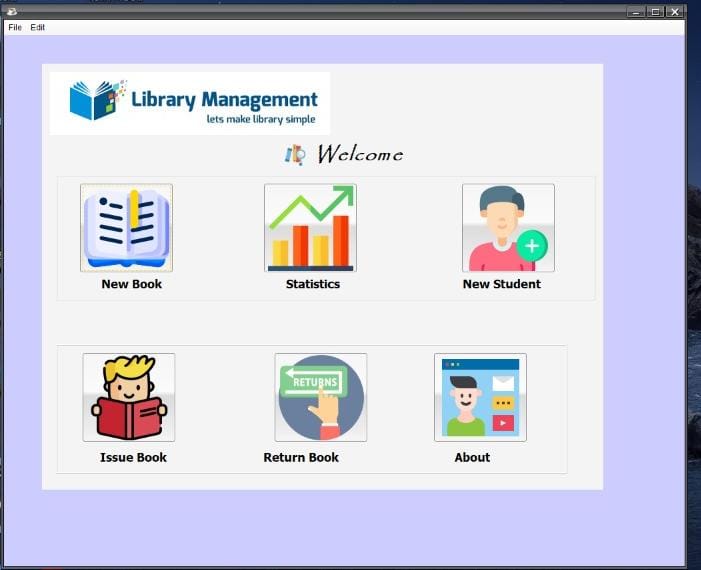 File Edit
Library Management
lets make library simple
Welcome
New Book Statistics New Student
RETURNS
Issue Book Return Book About